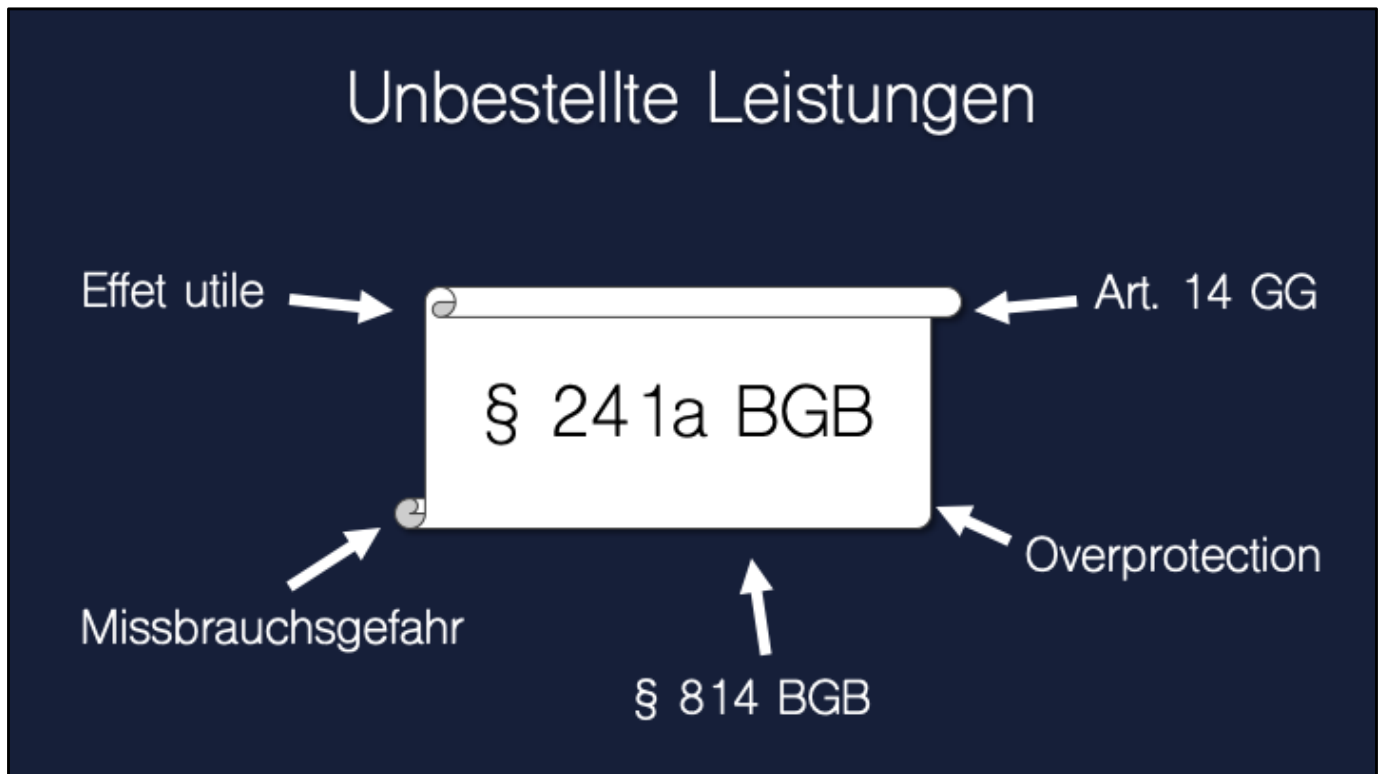 Unbestellte Leistungen
Effet utile
Art. 14 GG
§ 241a BGB
Overprotection
Missbrauchsgefahr
§ 814 BGB